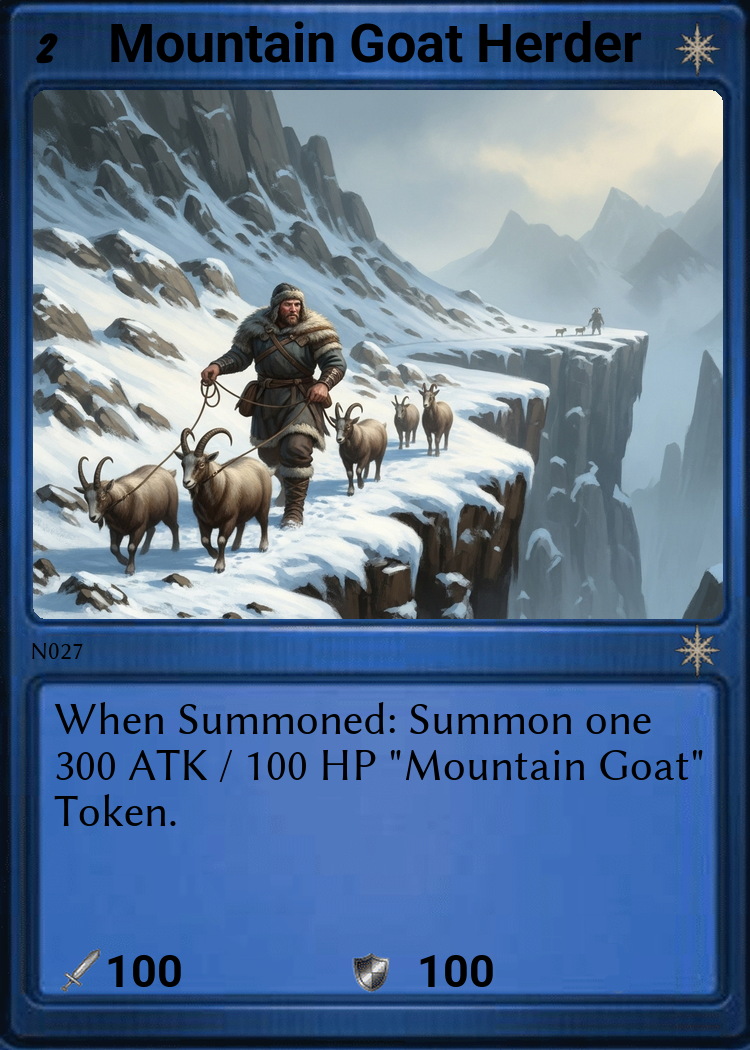 2 Mountain Goat Herder
N027
When Summoned: Summon one
300 ATK / 100 HP "Mountain Goat"
Token.
100 100